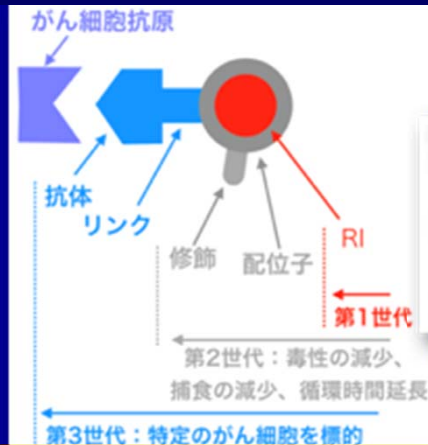 がん細胞抗原
抗体
リンク
修飾
配位子
RI
第1世代
第2世代：毒性の減少、
捕食の減少、循環時間延長
第3世代：特定のがん細胞を標的